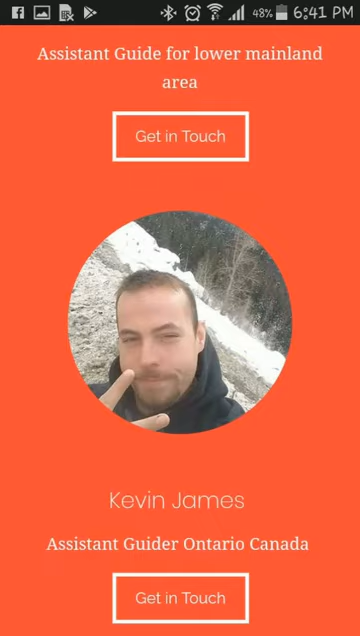 48% 6:41 PM
Assistant Guide for lower mainland
area
Get in Touch
Kevin James
Assistant Guider Ontario Canada
Get in Touch